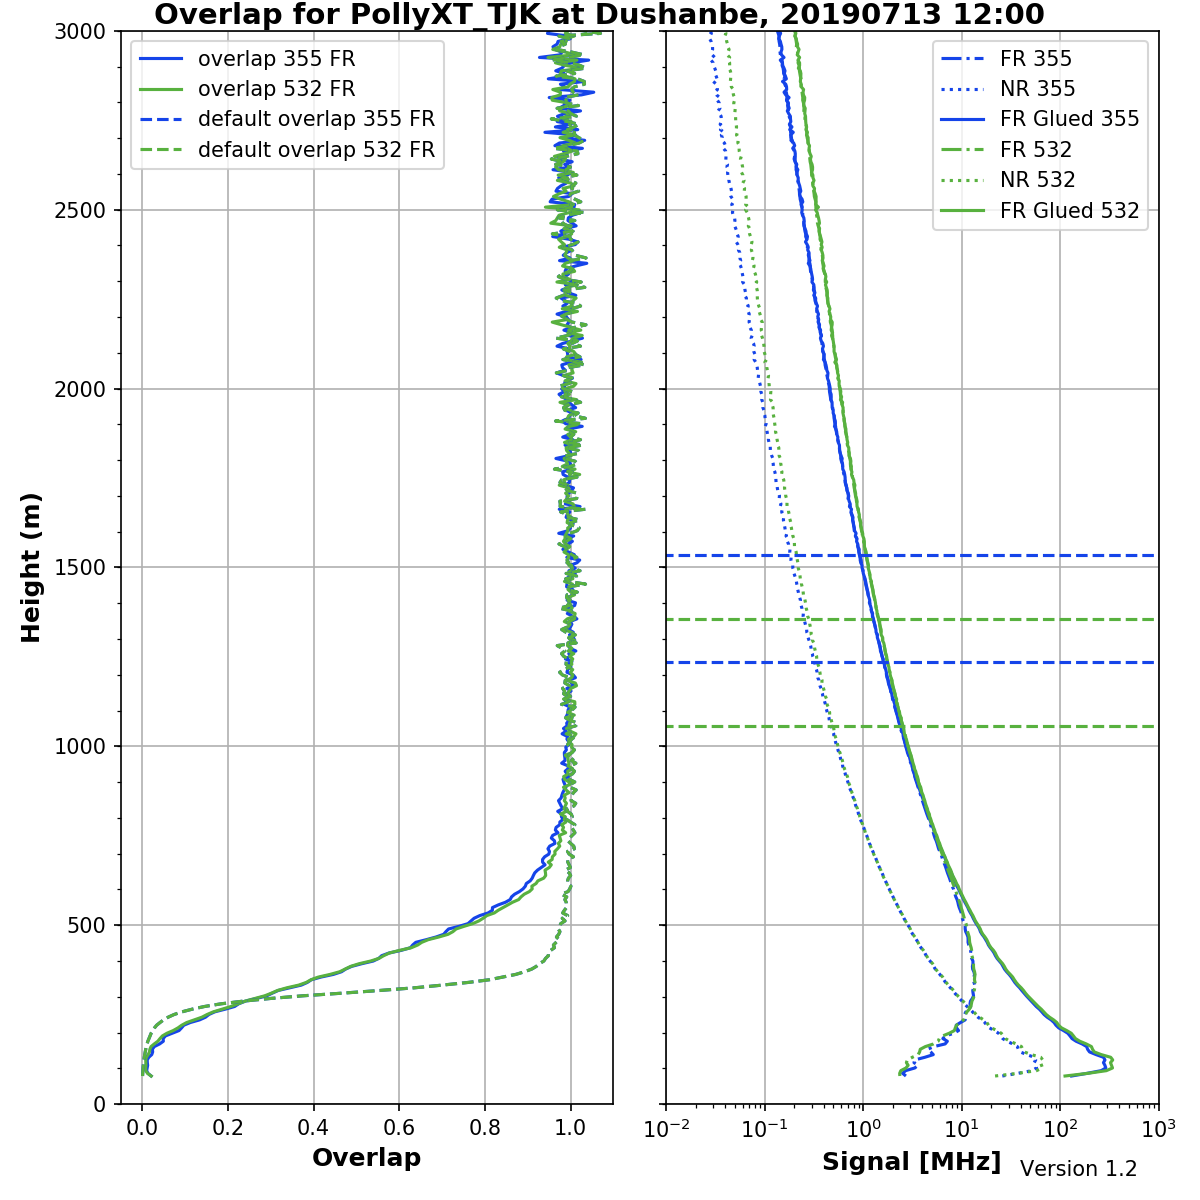 Overlap for PollyXT_TJK at Dushanbe, 20190713 12:00
overlap 355 FR
overlap 532 FR
default overlap 355 FR
default overlap 532 FR
FR 355
NR 355
FR Glued 355
FR 532
NR 532
FR Glued 532
Height (m)
3000
2500
2000
1500
1000
500
0
0.0 0.2 0.4 0.6 0.8 1.0
Overlap
10⁻² 10⁻¹ 10⁰ 10¹ 10² 10³
Signal [MHz]
Version 1.2